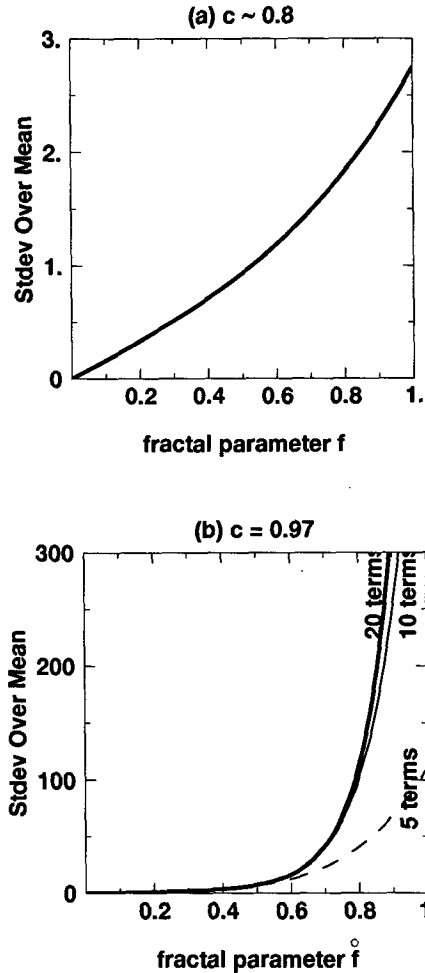 (a) c ~ 0.8
3.
2.
1.
0
Stdev Over Mean
0.2 0.4 0.6 0.8 1.
fractal parameter f
(b) c = 0.97
300
200
100
0
Stdev Over Mean
20 terms
10 terms
5 terms
0.2 0.4 0.6 0.8 1
fractal parameter f